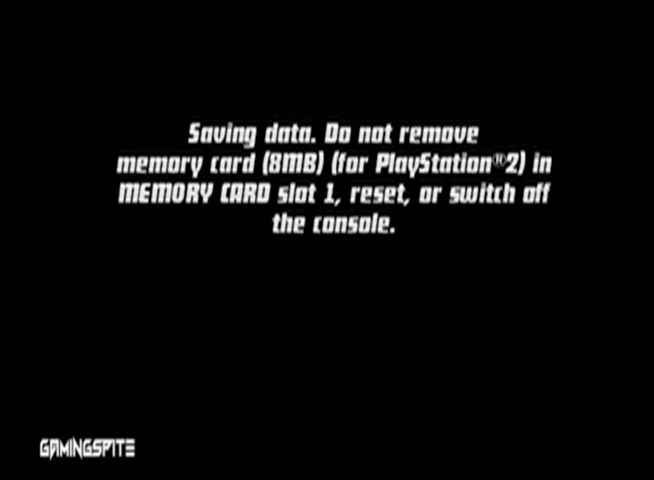 Saving data. Do not remove
memory card (8MB) (for PlayStation®2) in
MEMORY CARD slot 1, reset, or switch off
the console.
GAMINGSPITE